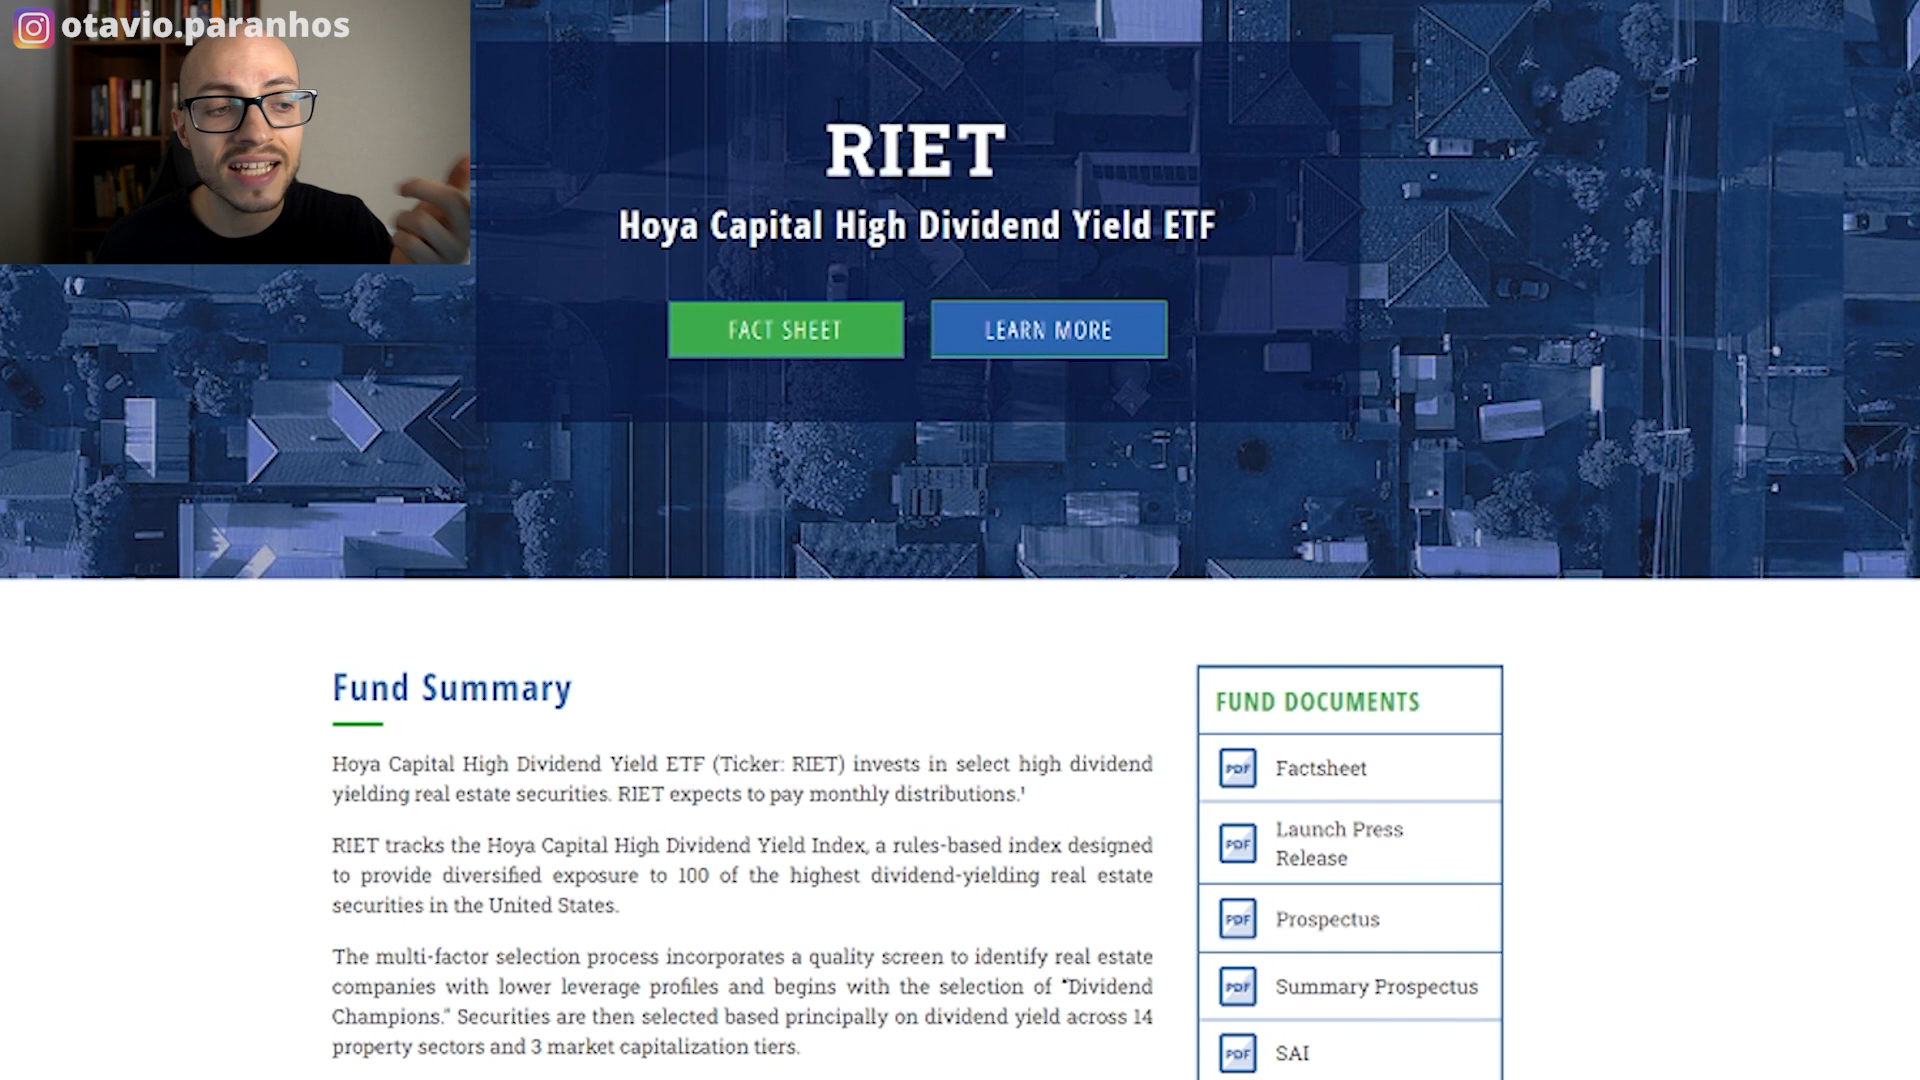 otavio.paranhos
RIET
Hoya Capital High Dividend Yield ETF
FACT SHEET
LEARN MORE
Fund Summary
Hoya Capital High Dividend Yield ETF (Ticker: RIET) invests in select high dividend
yielding real estate securities. RIET expects to pay monthly distributions.¹
RIET tracks the Hoya Capital High Dividend Yield Index, a rules-based index designed
to provide diversified exposure to 100 of the highest dividend-yielding real estate
securities in the United States.
The multi-factor selection process incorporates a quality screen to identify real estate
companies with lower leverage profiles and begins with the selection of "Dividend
Champions." Securities are then selected based principally on dividend yield across 14
property sectors and 3 market capitalization tiers.
FUND DOCUMENTS
PDF Factsheet
PDF Launch Press
Release
PDF Prospectus
PDF Summary Prospectus
PDF SAI